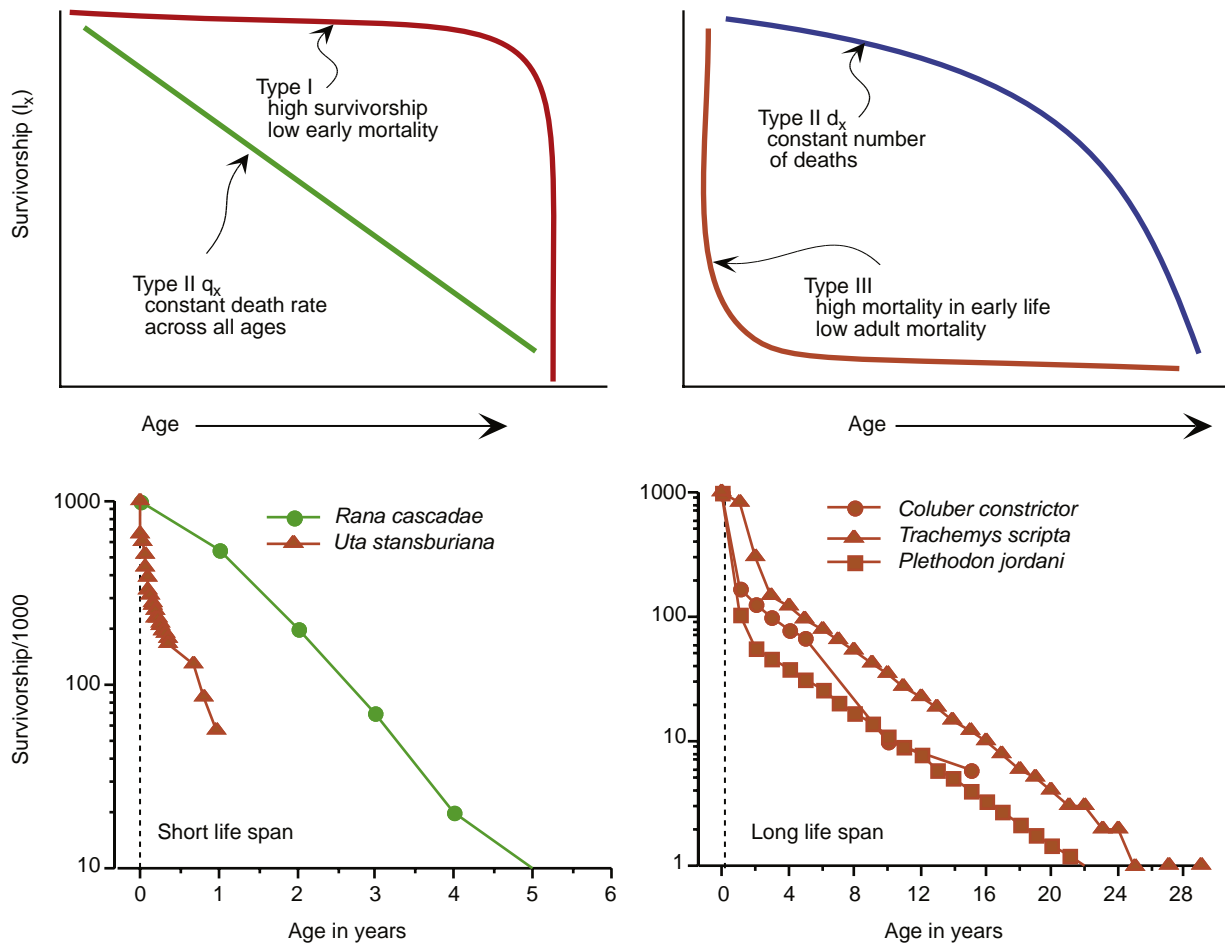 Survivorship (lₓ)
Type I
high survivorship
low early mortality
Type II qₓ
constant death rate
across all ages
Age
Type II dₓ
constant number
of deaths
Type III
high mortality in early life
low adult mortality
Age
Survivorship/1000
1000
100
10
Rana cascadae
Uta stansburiana
Short life span
0 1 2 3 4 5 6
Age in years
1000
100
10
1
Coluber constrictor
Trachemys scripta
Plethodon jordani
Long life span
0 4 8 12 16 20 24 28
Age in years